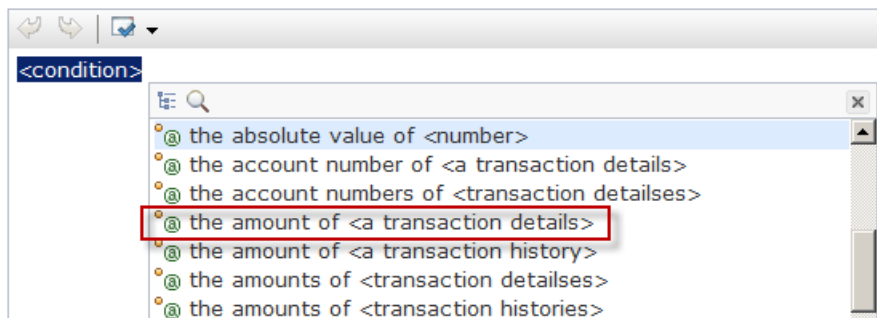 <condition>
the absolute value of <number>
the account number of <a transaction details>
the account numbers of <transaction detailses>
the amount of <a transaction details>
the amount of <a transaction history>
the amounts of <transaction detailses>
the amounts of <transaction histories>